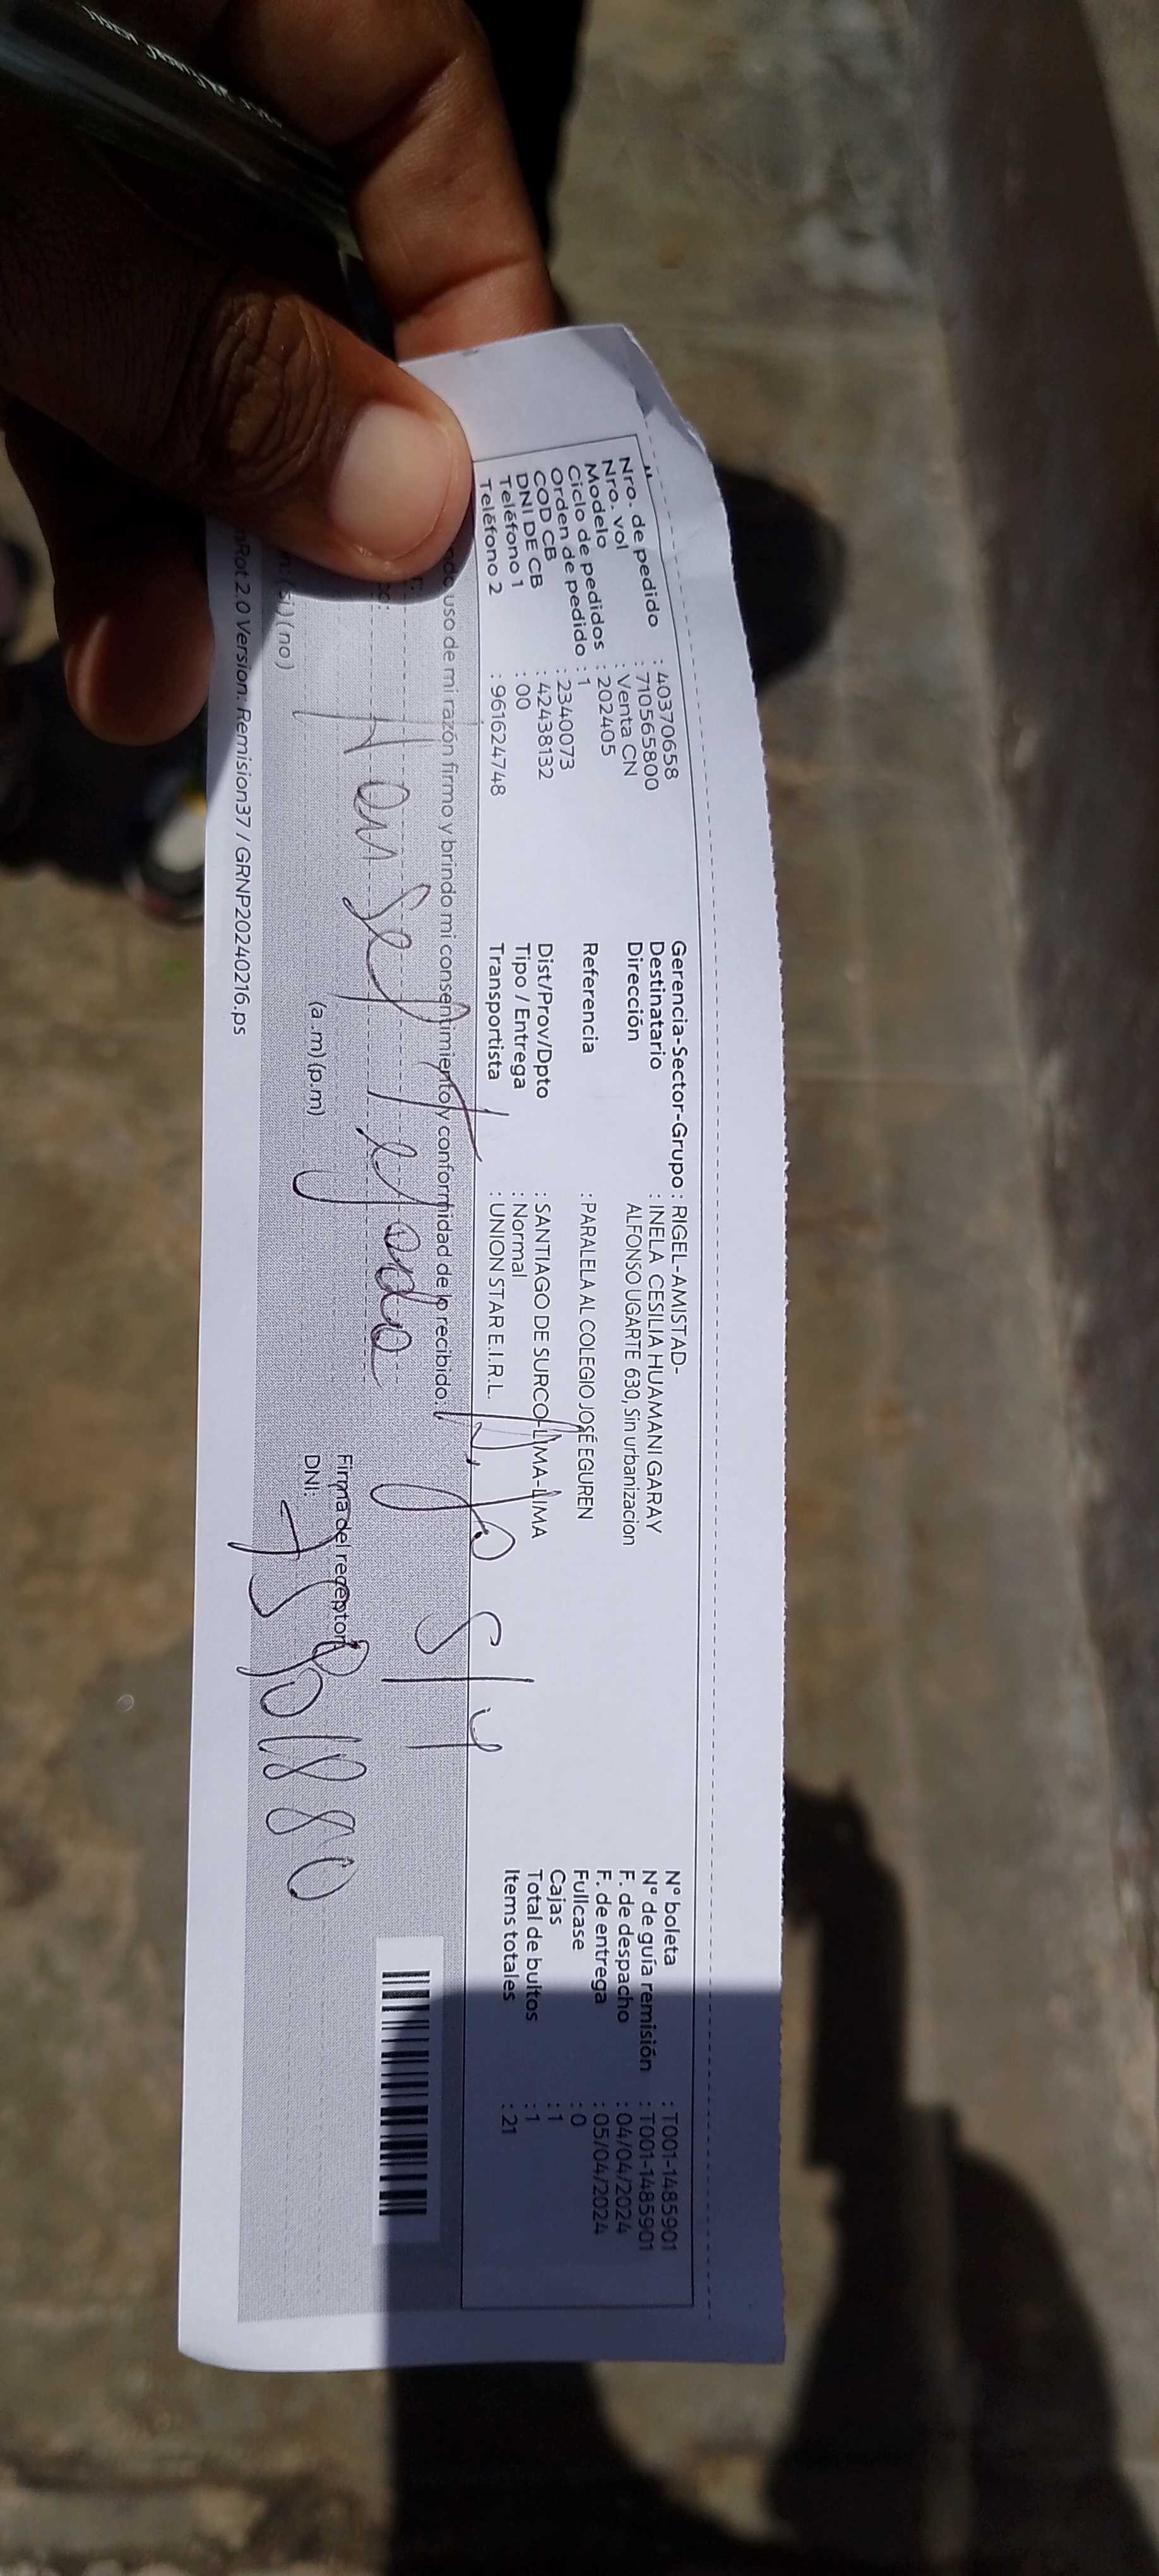 Nro. de pedido : 40370658
Nro. vol : 710565800
Modelo : Venta CN
Ciclo de pedidos : 202405
Orden de pedido : 1
COD CB : 2340073
DNI DE CB : 42438132
Teléfono 1 : 00
Teléfono 2 : 961624748
Gerencia-Sector-Grupo : RIGEL-AMISTAD-
Destinatario : INELA CESILIA HUAMANI GARAY
Dirección ALFONSO UGARTE 630, Sin urbanizacion
Referencia : PARALELA AL COLEGIO JOSÉ EGUREN
Dist/Prov/Dpto : SANTIAGO DE SURCO-LIMA-LIMA
Tipo / Entrega : Normal
Transportista : UNION STAR E.I.R.L.
N° boleta : T001-1485901
N° de guía remisión : T001-1485901
F. de despacho : 04/04/2024
F. de entrega : 05/04/2024
Fullcase : 0
Cajas : 1
Total de bultos : 1
Items totales : 21
uso de mi razón firmo y brindo mi consentimiento y conformidad de lo recibido.
Firma del receptor
(si) (no) (a.m) (p.m) DNI:
2.0 Version: Remision37 / GRNP20240216.ps